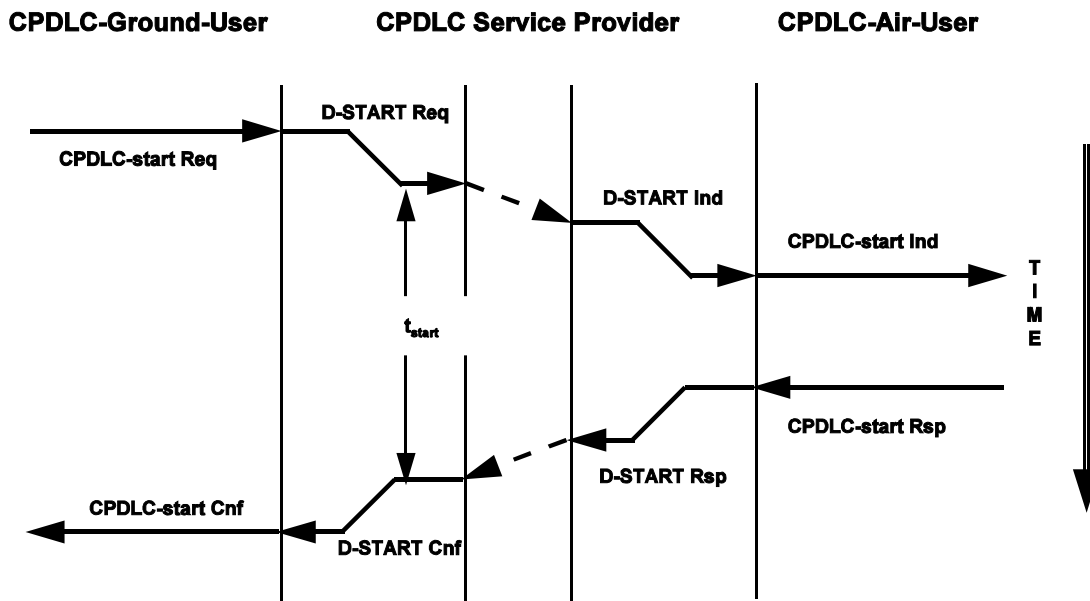 CPDLC-Ground-User
CPDLC Service Provider
CPDLC-Air-User
D-START Req
CPDLC-start Req
D-START Ind
CPDLC-start Ind
T
I
M
E
tstart
CPDLC-start Rsp
D-START Rsp
CPDLC-start Cnf
D-START Cnf